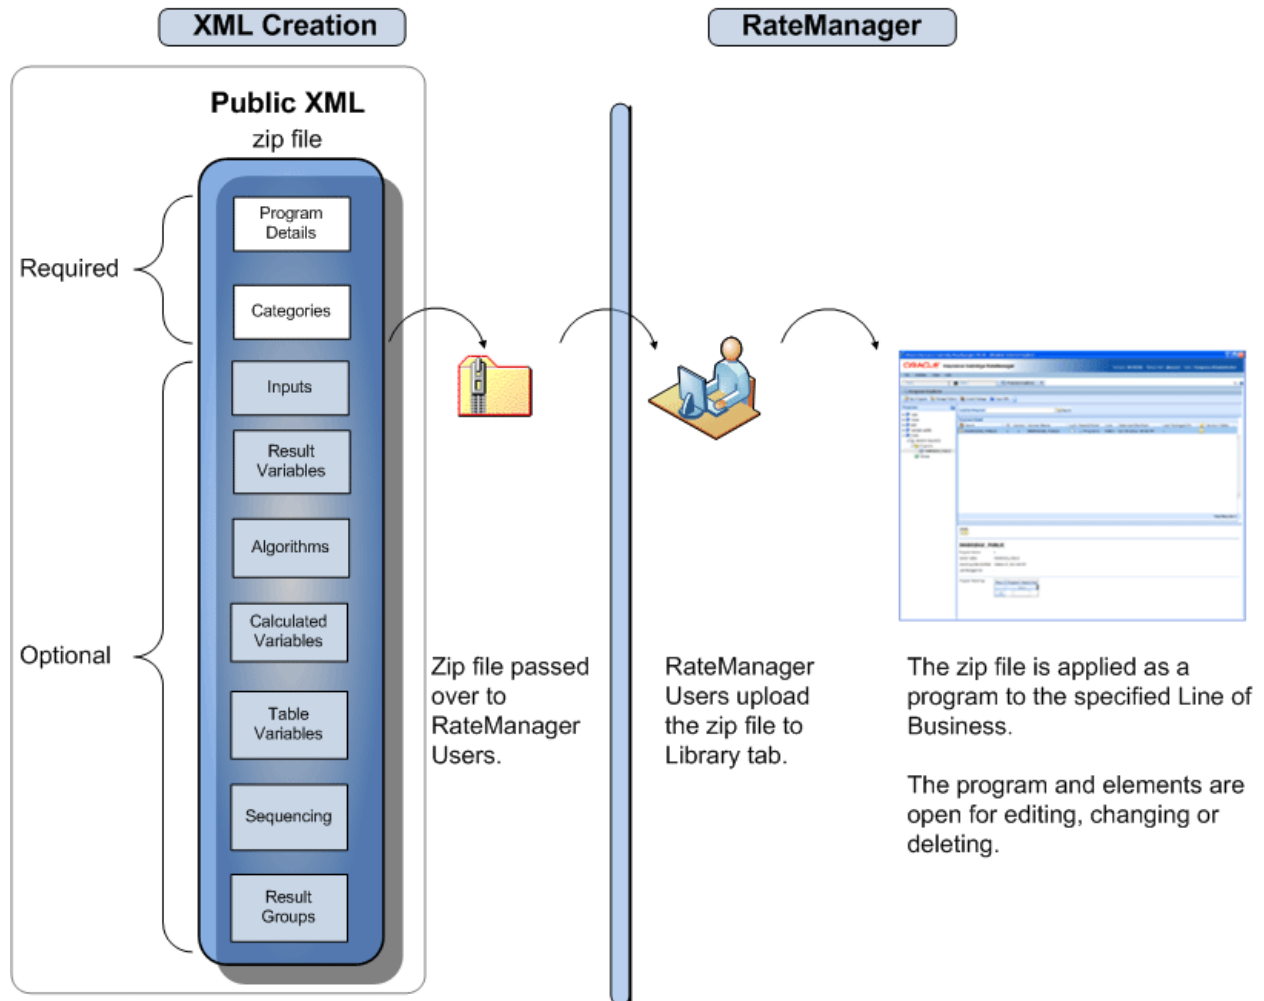 XML Creation
RateManager
Public XML
zip file
Required
Program
Details
Categories
Optional
Inputs
Result
Variables
Algorithms
Calculated
Variables
Table
Variables
Sequencing
Result
Groups
Zip file passed
over to
RateManager
Users.
RateManager
Users upload
the zip file to
Library tab.
ORACLE
The zip file is applied as a
program to the specified Line of
Business.
The program and elements are
open for editing, changing or
deleting.